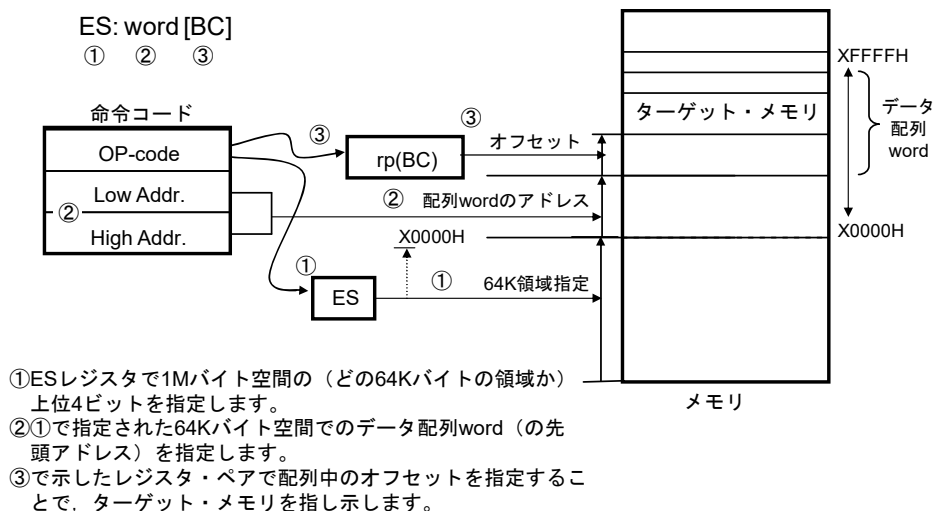 ES: word [BC]
① ② ③
命令コード
OP-code
Low Addr.
②
High Addr.
③
rp(BC)
③
オフセット
② 配列wordのアドレス
X0000H
①
ES
① 64K領域指定
ターゲット・メモリ
XFFFFH
データ
配列
word
X0000H
メモリ
①ESレジスタで1Mバイト空間の（どの64Kバイトの領域か）
上位4ビットを指定します。
②①で指定された64Kバイト空間でのデータ配列word（の先
頭アドレス）を指定します。
③で示したレジスタ・ペアで配列中のオフセットを指定するこ
とで，ターゲット・メモリを指し示します。